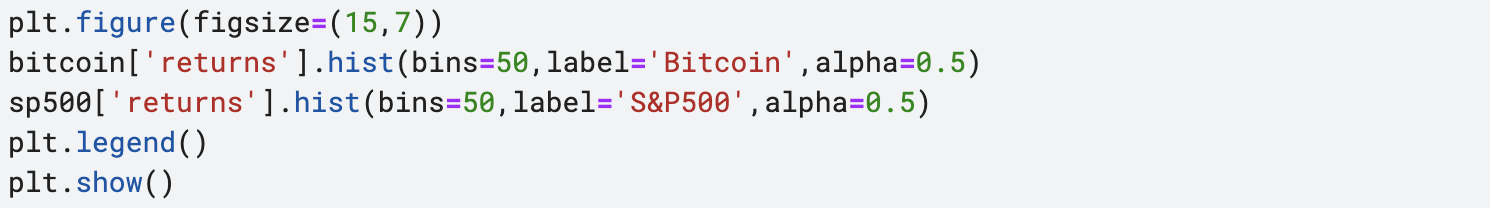 plt.figure(figsize=(15,7))
bitcoin['returns'].hist(bins=50,label='Bitcoin',alpha=0.5)
sp500['returns'].hist(bins=50,label='S&P500',alpha=0.5)
plt.legend()
plt.show()